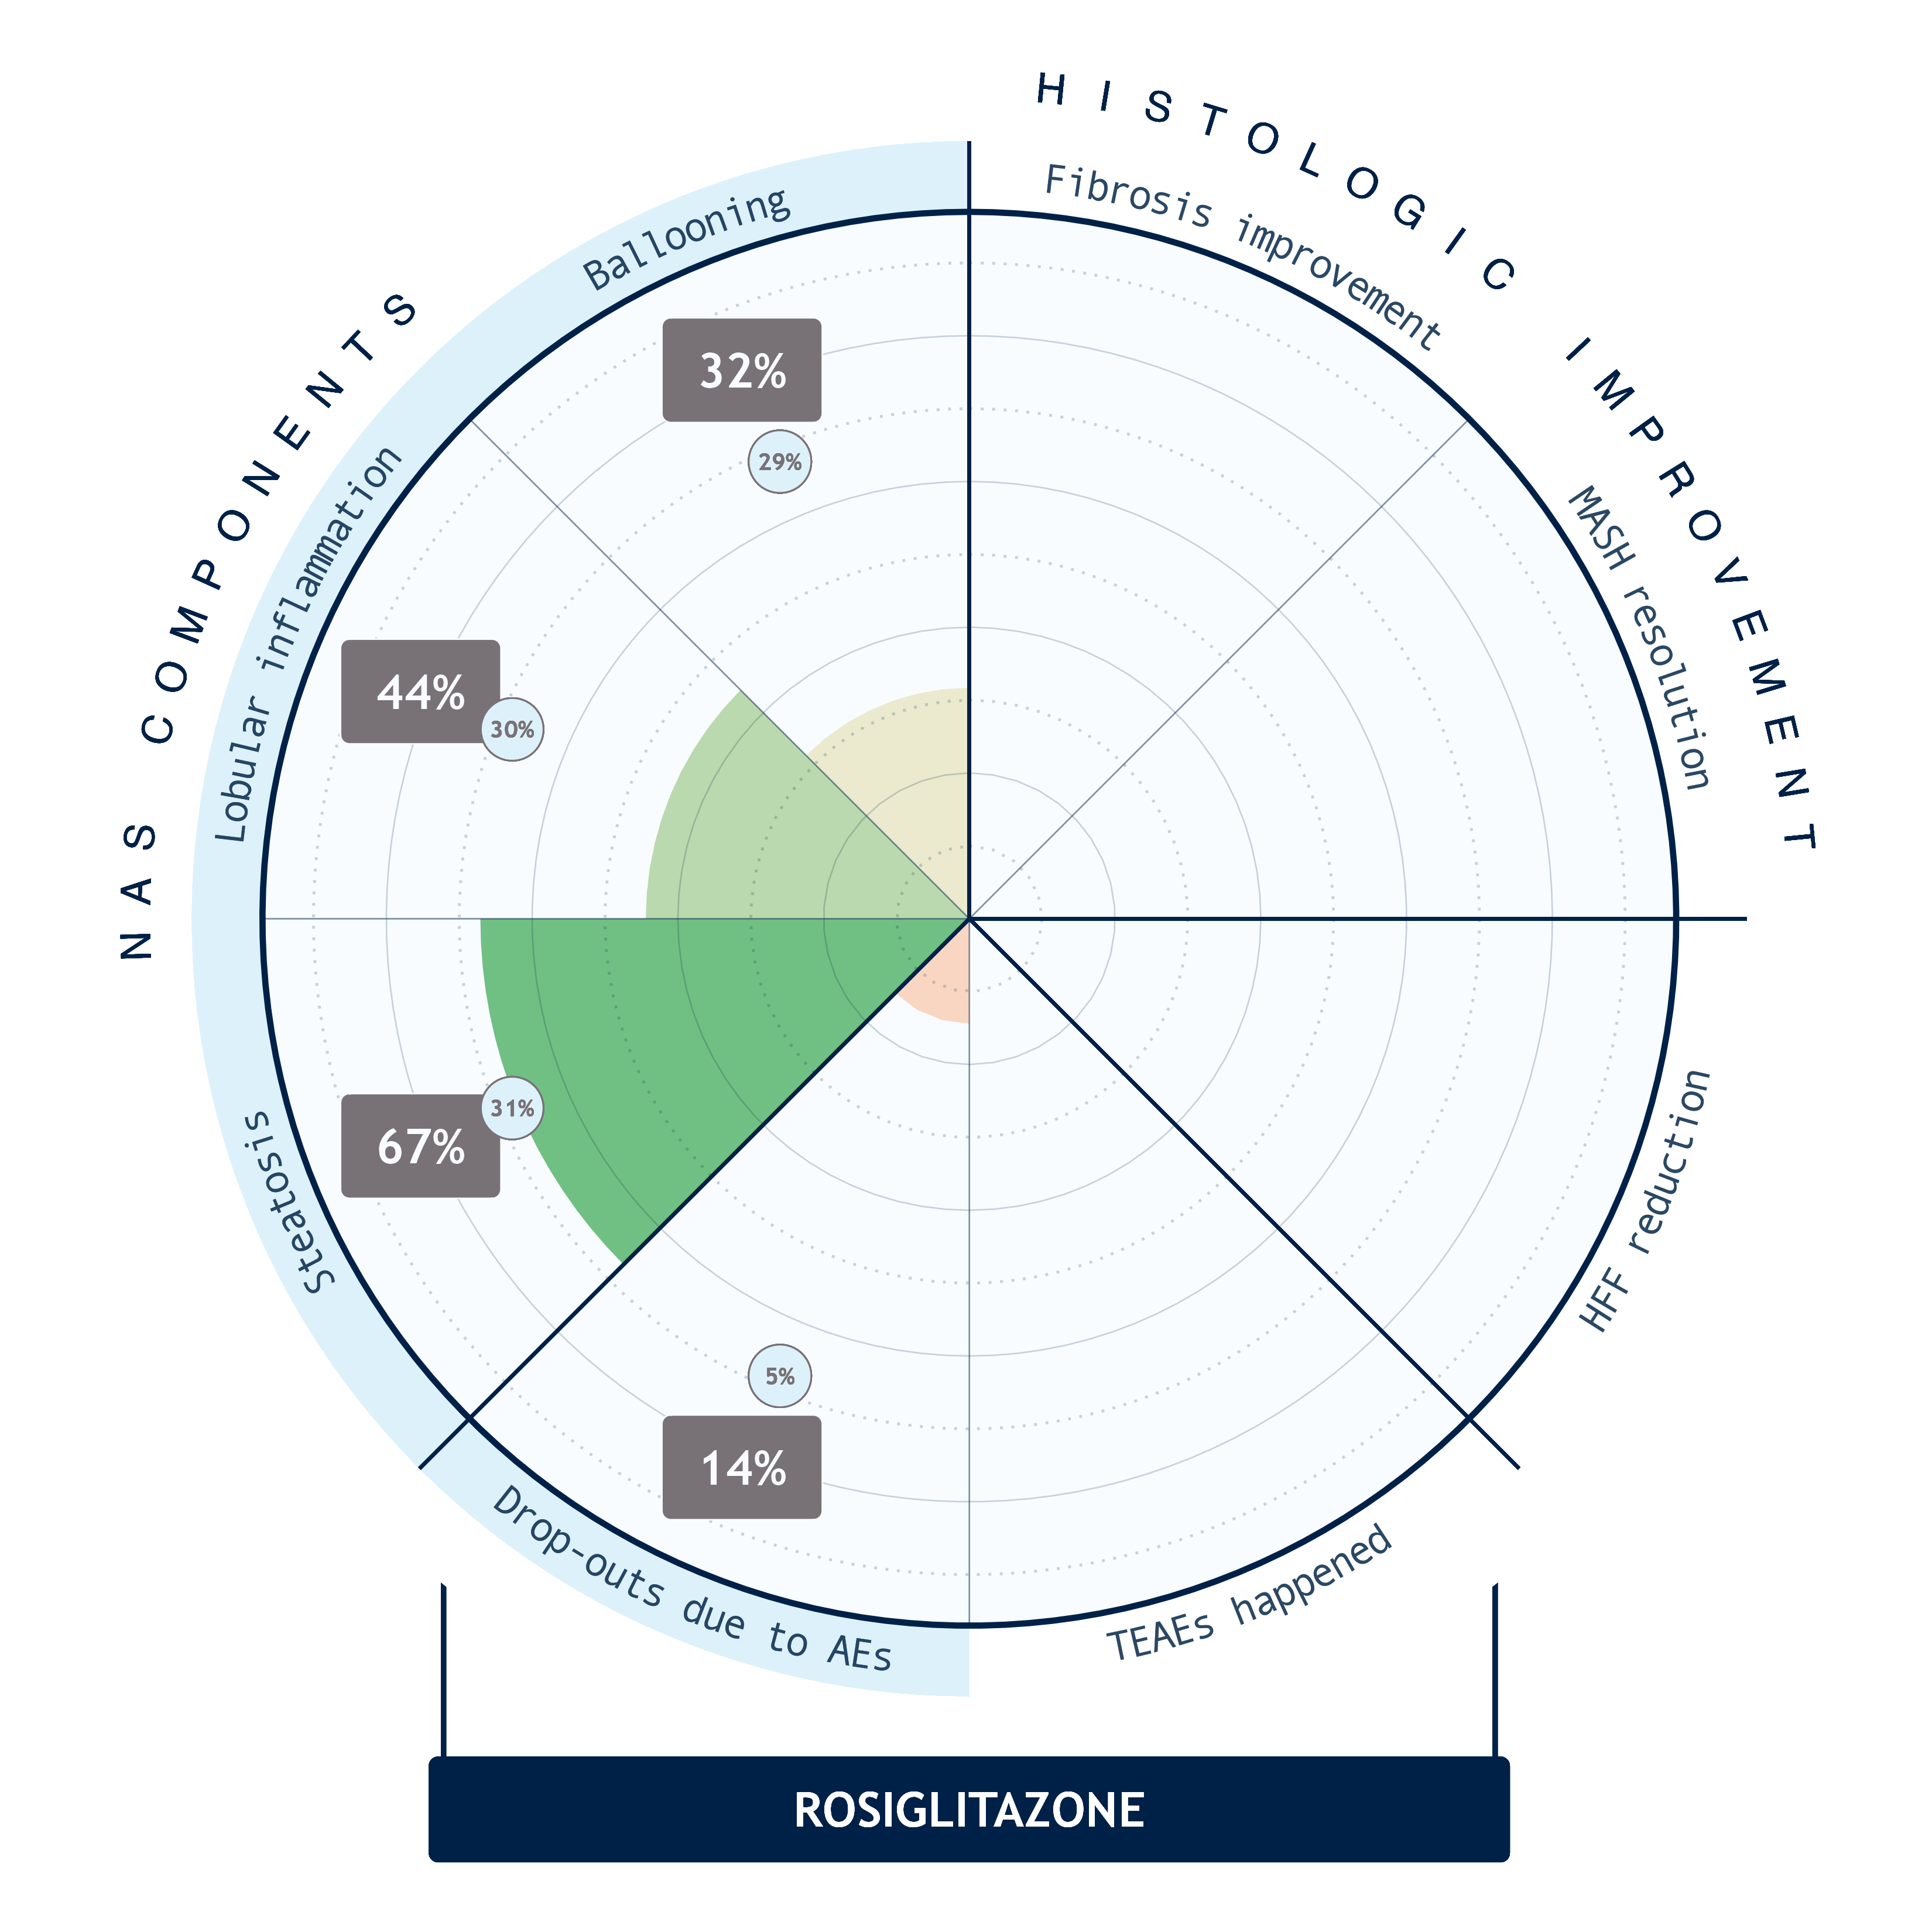 HISTOLOGIC IMPROVEMENT
Fibrosis improvement
MASH resolution
HFF reduction
TEAEs happened
Drop-outs due to AEs
14%
5%
Steatosis
67%
31%
NAS COMPONENTS
Lobular inflammation
44%
30%
Ballooning
32%
29%
ROSIGLITAZONE